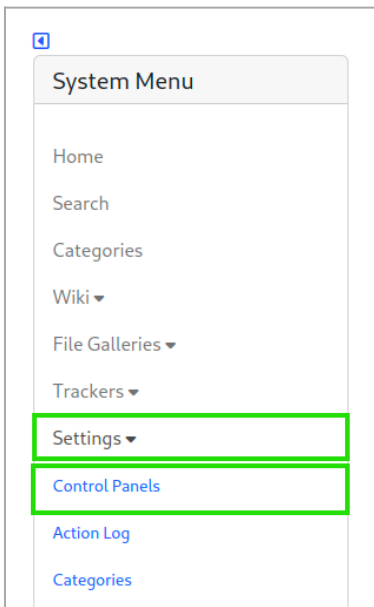 System Menu
Home
Search
Categories
Wiki
File Galleries
Trackers
Settings
Control Panels
Action Log
Categories